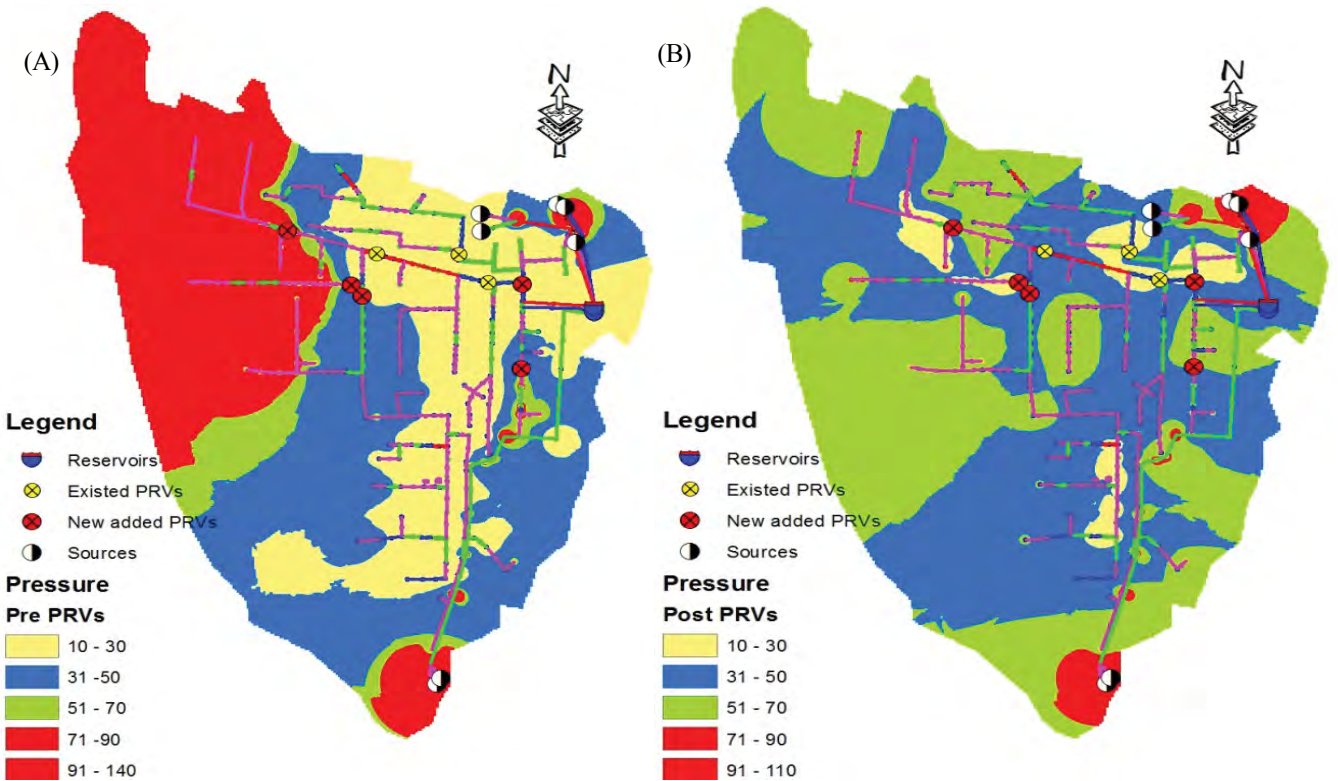 (A)
N
Legend
Reservoirs
Existed PRVs
New added PRVs
Sources
Pressure
Pre PRVs
10 - 30
31 -50
51 - 70
71 -90
91 - 140
(B)
N
Legend
Reservoirs
Existed PRVs
New added PRVs
Sources
Pressure
Post PRVs
10 - 30
31 - 50
51 - 70
71 - 90
91 - 110